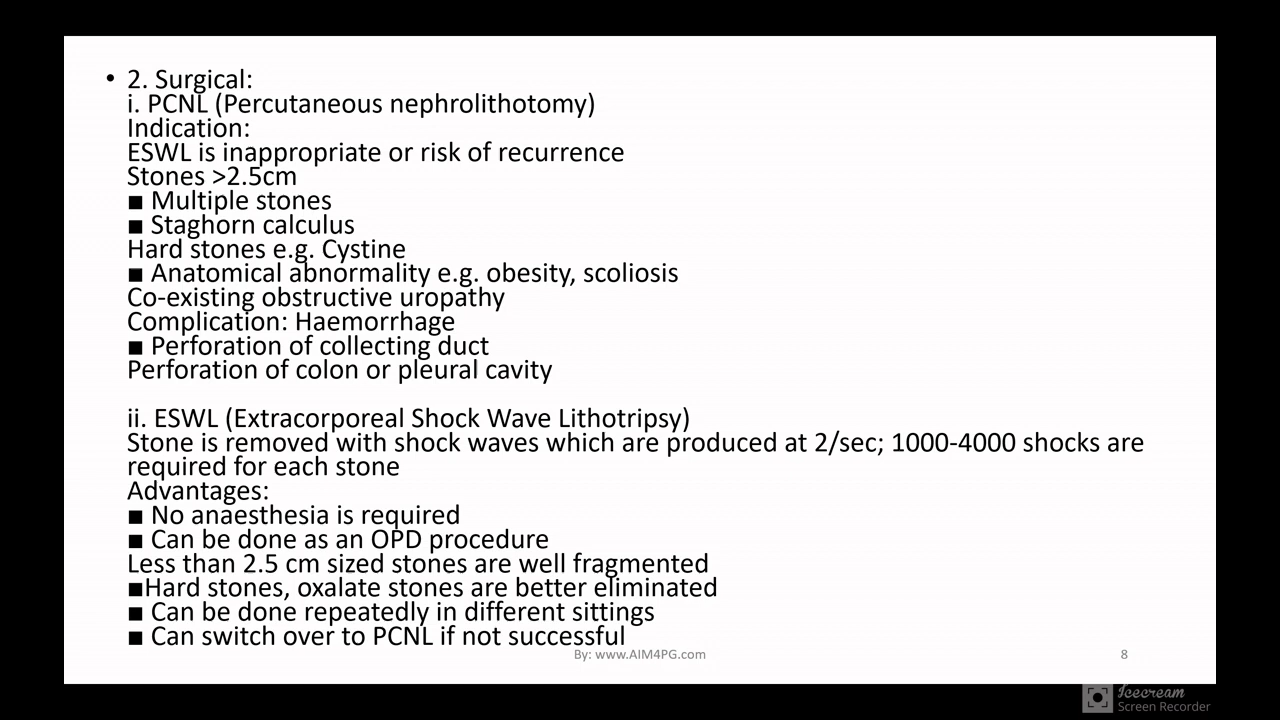 • 2. Surgical:
i. PCNL (Percutaneous nephrolithotomy)
Indication:
ESWL is inappropriate or risk of recurrence
Stones >2.5cm
■ Multiple stones
■ Staghorn calculus
Hard stones e.g. Cystine
■ Anatomical abnormality e.g. obesity, scoliosis
Co-existing obstructive uropathy
Complication: Haemorrhage
■ Perforation of collecting duct
Perforation of colon or pleural cavity
ii. ESWL (Extracorporeal Shock Wave Lithotripsy)
Stone is removed with shock waves which are produced at 2/sec; 1000-4000 shocks are
required for each stone
Advantages:
■ No anaesthesia is required
■ Can be done as an OPD procedure
Less than 2.5 cm sized stones are well fragmented
■Hard stones, oxalate stones are better eliminated
■ Can be done repeatedly in different sittings
■ Can switch over to PCNL if not successful
By: www.AIM4PG.com
8
Icecream
Screen Recorder